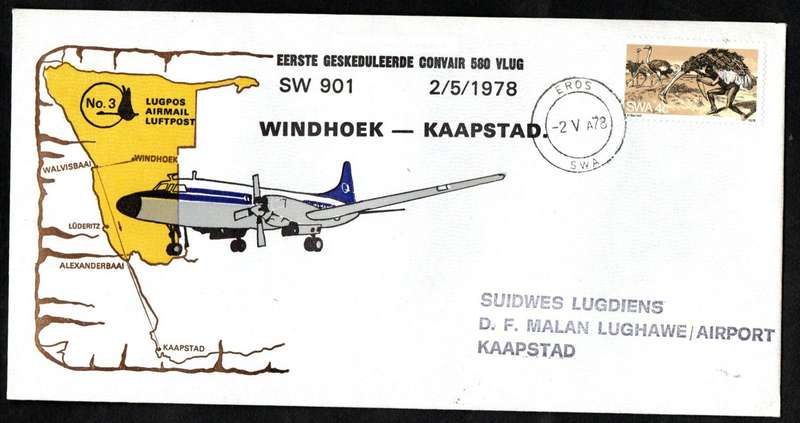 EERSTE GESKEDULEERDE CONVAIR 580 VLUG
SW 901 2/5/1978
WINDHOEK — KAAPSTAD.
No. 3
LUGPOS
AIRMAIL
LUFTPOST
WINDHOEK
WALVISBAAI
LÜDERITZ
ALEXANDERBAAI
KAAPSTAD
SWA 4c
EROS
-2 V A78
SWA
SUIDWES LUGDIENS
D. F. MALAN LUGHAWE/AIRPORT
KAAPSTAD